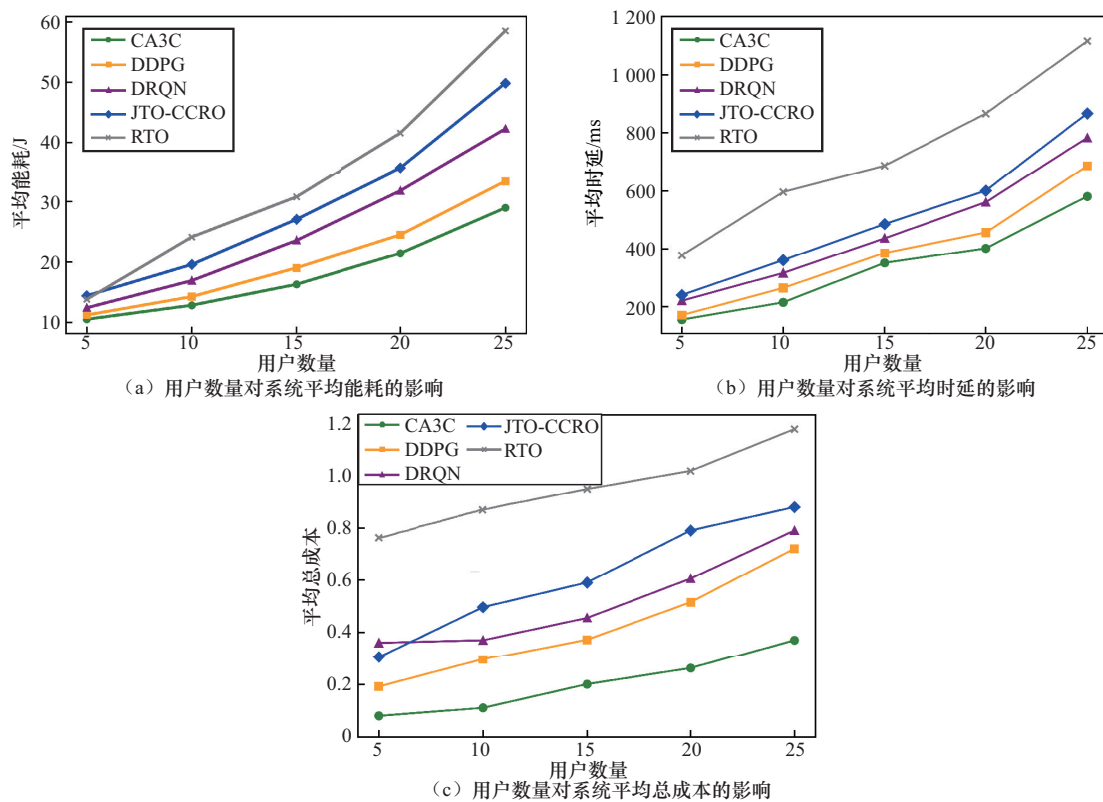 60
50
40
30
20
10
平均能耗/J
CA3C
DDPG
DRQN
JTO-CCRO
RTO
5 10 15 20 25
用户数量
（a）用户数量对系统平均能耗的影响
1 200
1 000
800
600
400
200
平均时延/ms
CA3C
DDPG
DRQN
JTO-CCRO
RTO
5 10 15 20 25
用户数量
（b）用户数量对系统平均时延的影响
1.2
1.0
0.8
0.6
0.4
0.2
0
平均总成本
CA3C JTO-CCRO
DDPG RTO
DRQN
5 10 15 20 25
用户数量
（c）用户数量对系统平均总成本的影响